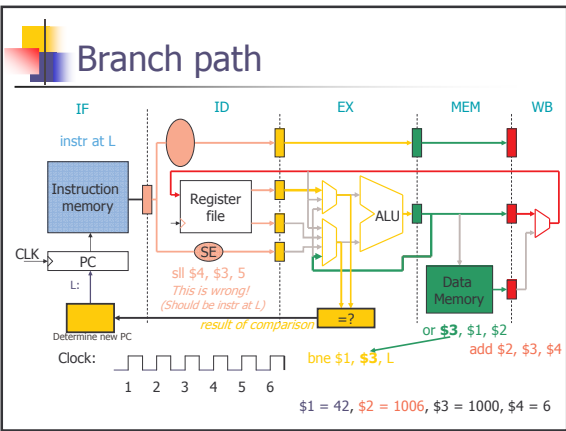 Branch path
IF ID EX MEM WB
instr at L
Instruction
memory
Register
file
ALU
SE
CLK
PC
L:
sll $4, $3, 5
This is wrong!
(Should be instr at L)
Data
Memory
result of comparison
=?
Determine new PC
or $3, $1, $2
bne $1, $3, L
add $2, $3, $4
Clock:
1 2 3 4 5 6
$1 = 42, $2 = 1006, $3 = 1000, $4 = 6